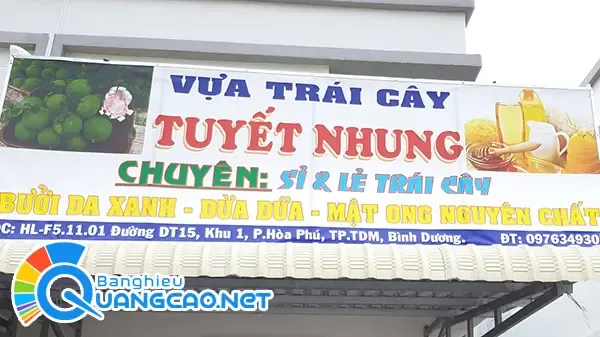 VỰA TRÁI CÂY
TUYẾT NHUNG
CHUYÊN: SỈ & LẺ TRÁI CÂY
BƯỞI DA XANH - DỪA DỨA - MẬT ONG NGUYÊN CHẤT
ĐC: HL-F5.11.01 Đường DT15, Khu 1, P.Hòa Phú, TP.TDM, Bình Dương. ĐT: 097634930
Banghieu
QUANGCAO.NET